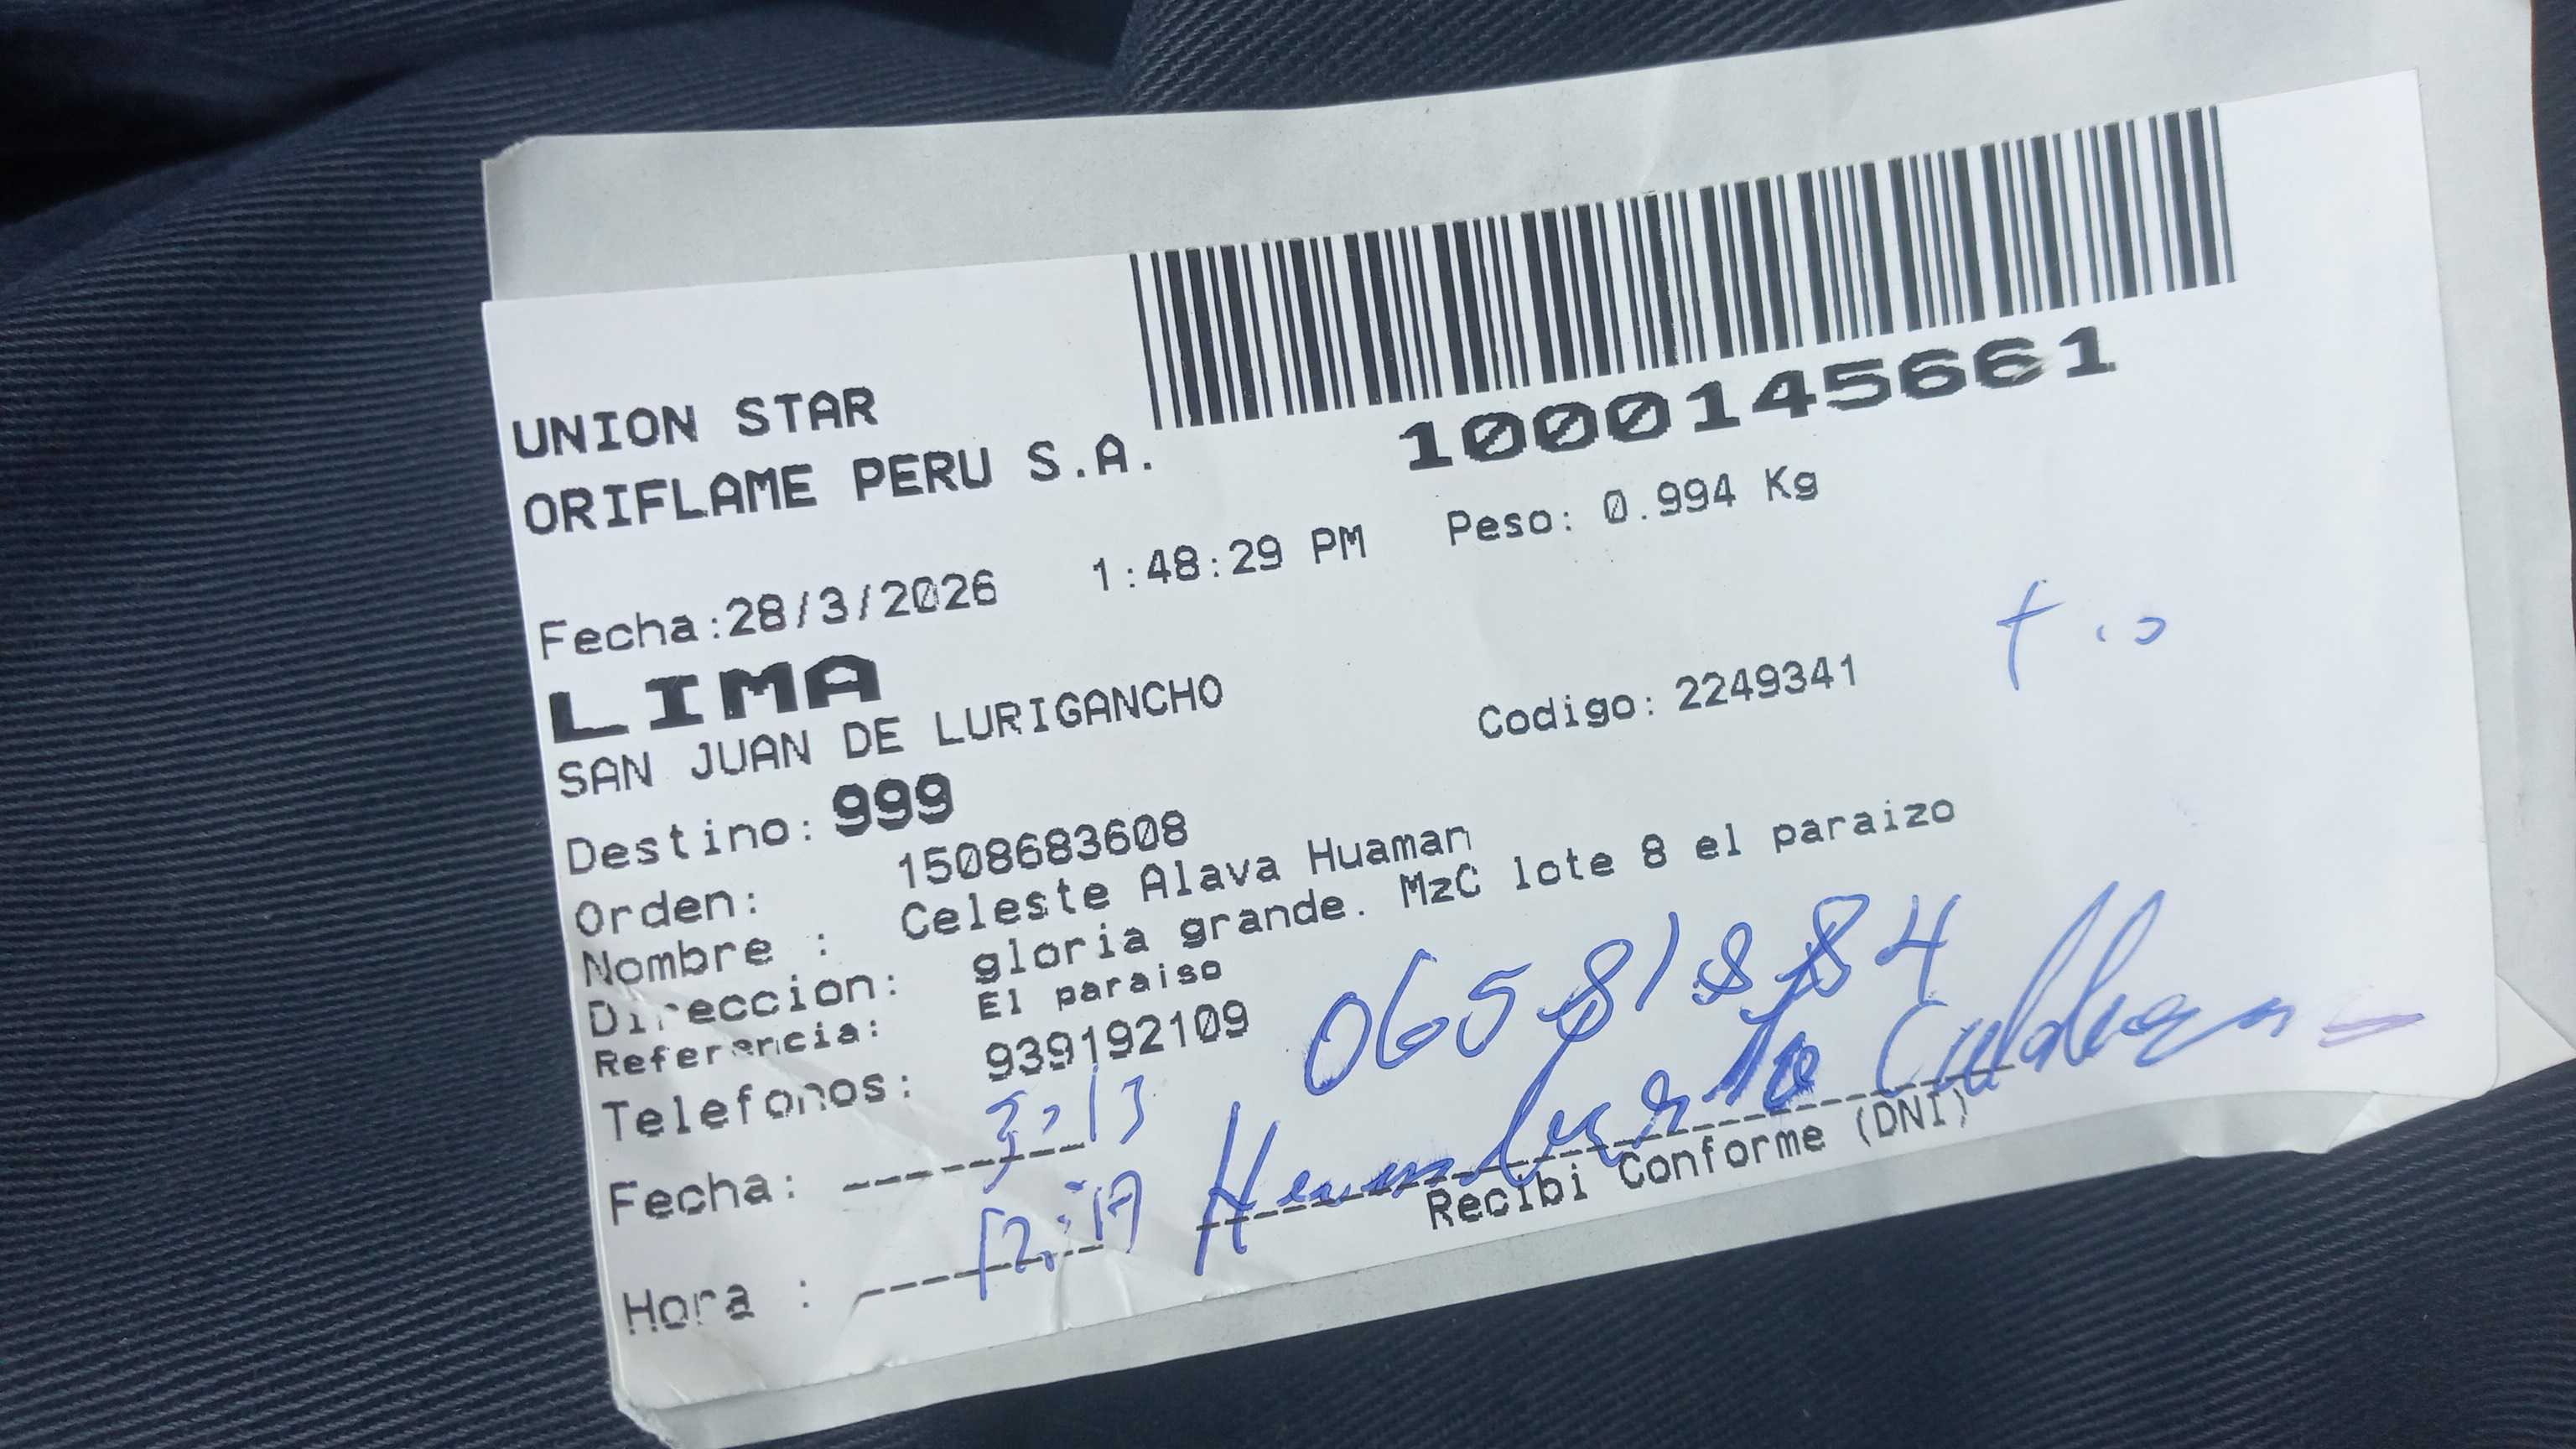 UNION STAR
ORIFLAME PERU S.A.
1000145661
Fecha:28/3/2026 1:48:29 PM Peso: 0.994 Kg
LIMA
SAN JUAN DE LURIGANCHO Codigo: 2249341
Destino: 999
Orden: 1508683608
Nombre : Celeste Alava Huaman
Direccion: gloria grande. MzC lote 8 el paraizo
Referencia: El paraiso
Telefonos: 939192109
06581884
Fecha:
Humberto
Recibi Conforme (DNI)
Hora :